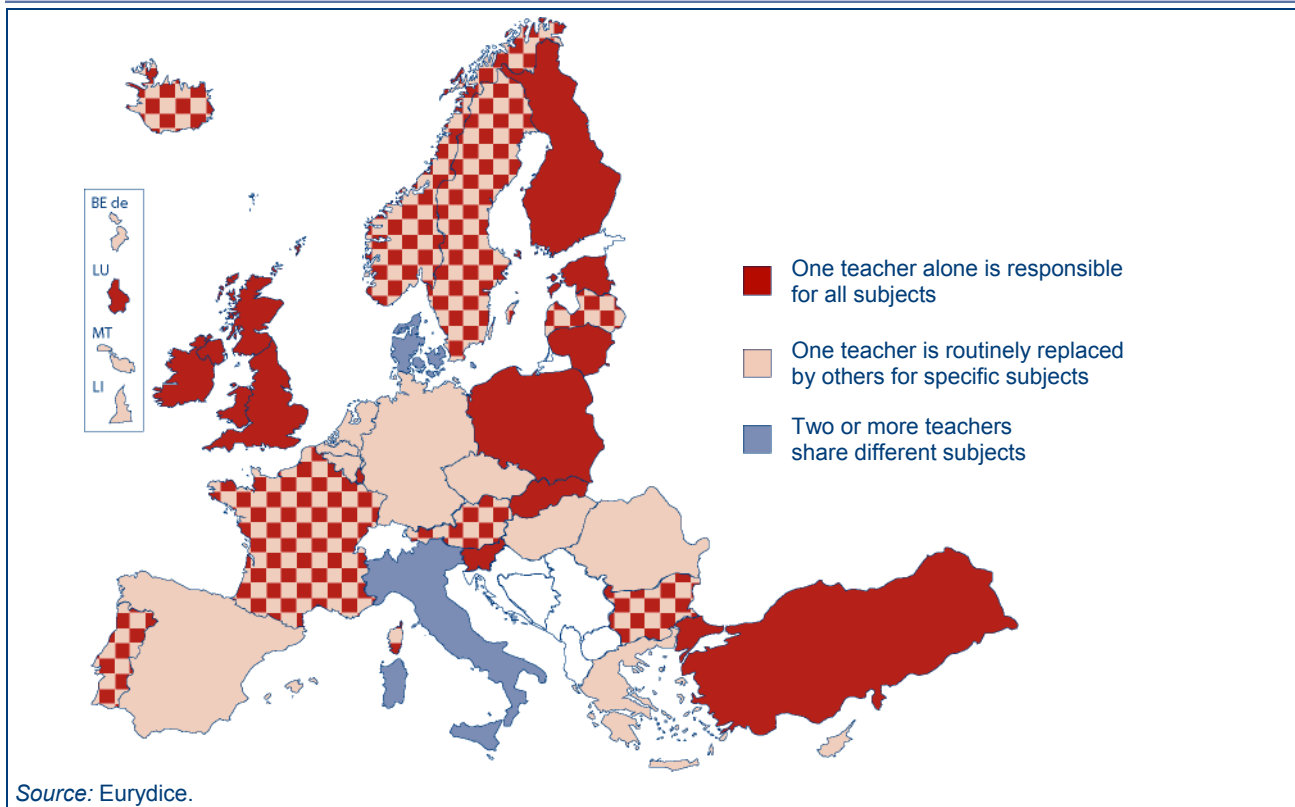 BE de
LU
MT
LI
One teacher alone is responsible
for all subjects
One teacher is routinely replaced
by others for specific subjects
Two or more teachers
share different subjects
Source: Eurydice.